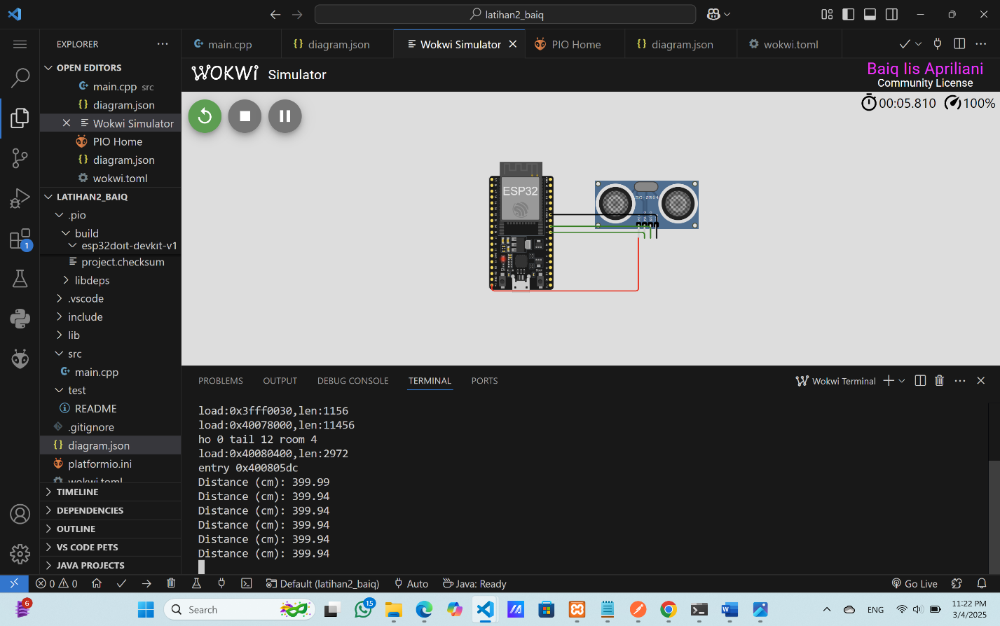 latihan2_baiq
EXPLORER
OPEN EDITORS
main.cpp src
diagram.json
Wokwi Simulator
PIO Home
diagram.json
wokwi.toml
LATIHAN2_BAIQ
.pio
build
esp32doit-devkit-v1
project.checksum
libdeps
.vscode
include
lib
src
main.cpp
test
README
.gitignore
diagram.json
platformio.ini
wokwi.toml
TIMELINE
DEPENDENCIES
OUTLINE
VS CODE PETS
JAVA PROJECTS
1
main.cpp
diagram.json
Wokwi Simulator
PIO Home
diagram.json
wokwi.toml
WOKWI Simulator
Baiq Iis Apriliani
Community License
00:05.810 100%
ESP32
HC-SR04
PROBLEMS OUTPUT DEBUG CONSOLE TERMINAL PORTS
Wokwi Terminal
load:0x3fff0030,len:1156
load:0x40078000,len:11456
ho 0 tail 12 room 4
load:0x40080400,len:2972
entry 0x400805dc
Distance (cm): 399.99
Distance (cm): 399.94
Distance (cm): 399.94
Distance (cm): 399.94
Distance (cm): 399.94
Distance (cm): 399.94
0 0 Default (latihan2_baiq) Auto Java: Ready Go Live
6
Search
15
ENG
11:22 PM
3/4/2025